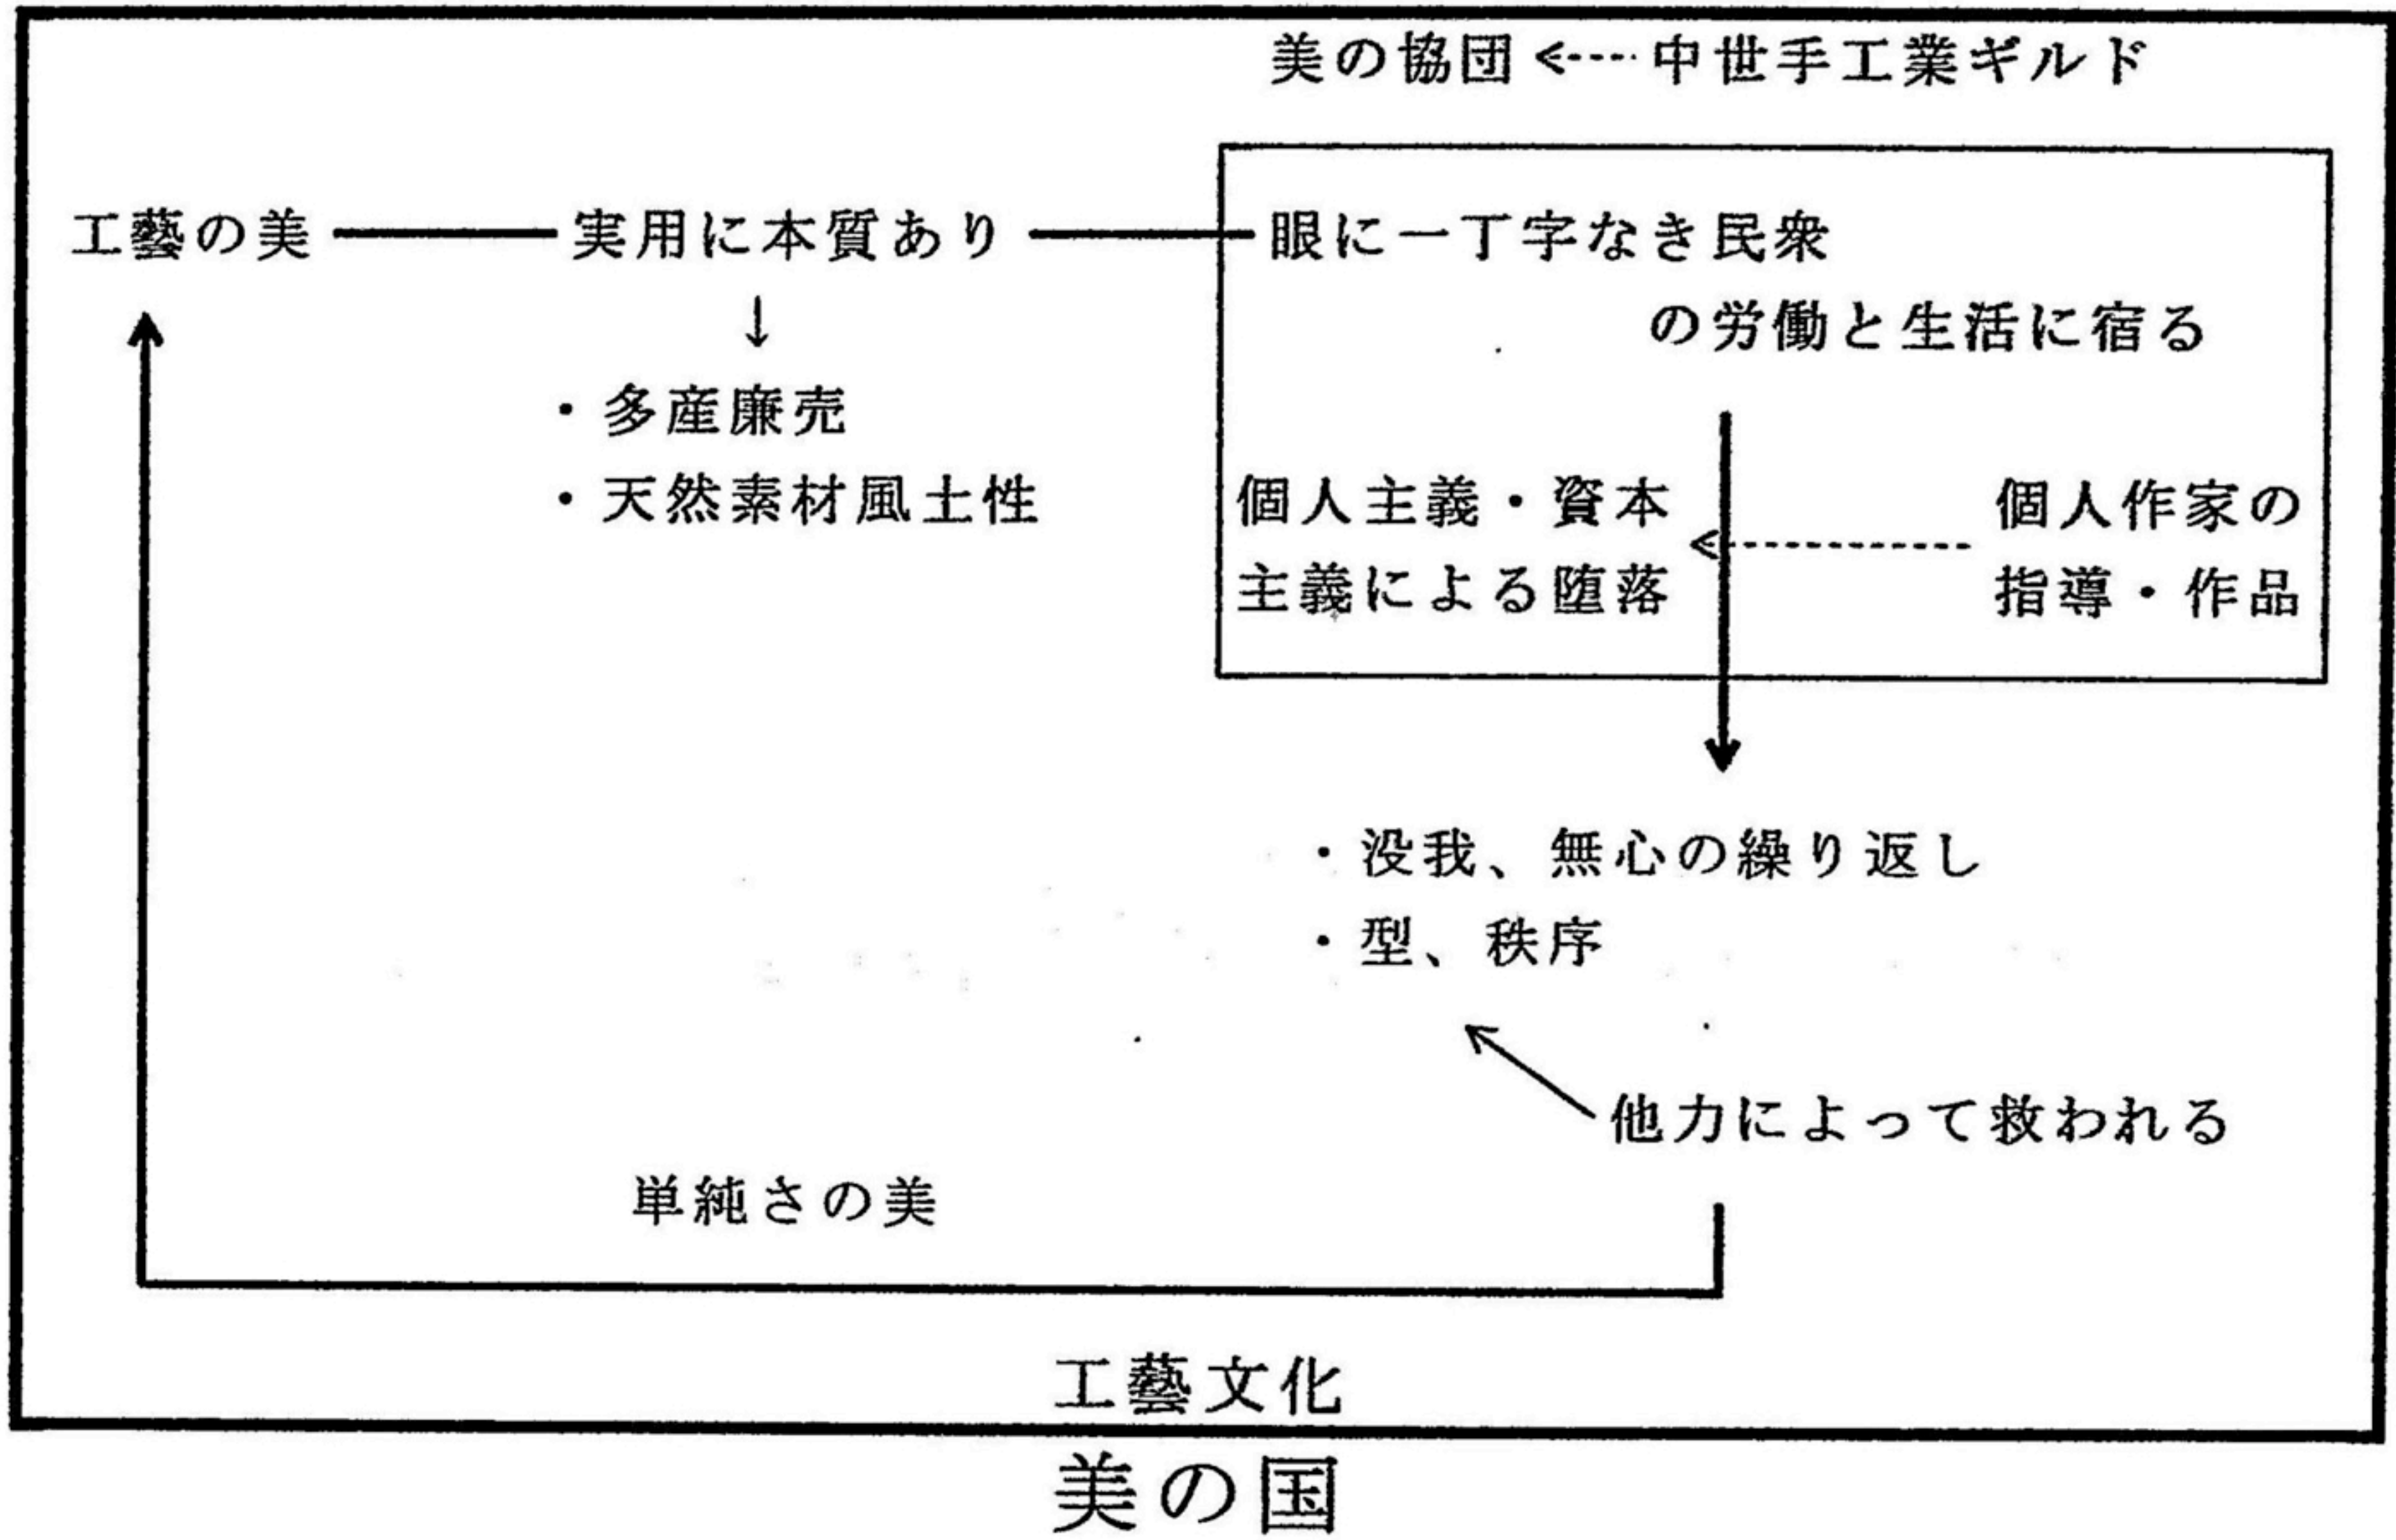 美の協団 <---- 中世手工業ギルド
工藝の美 —— 実用に本質あり —— 眼に一丁字なき民衆
の労働と生活に宿る
↓
・多産廉売
・天然素材風土性
個人主義・資本
主義による堕落
個人作家の
指導・作品
・没我、無心の繰り返し
・型、秩序
他力によって救われる
単純さの美
工藝文化
美の国